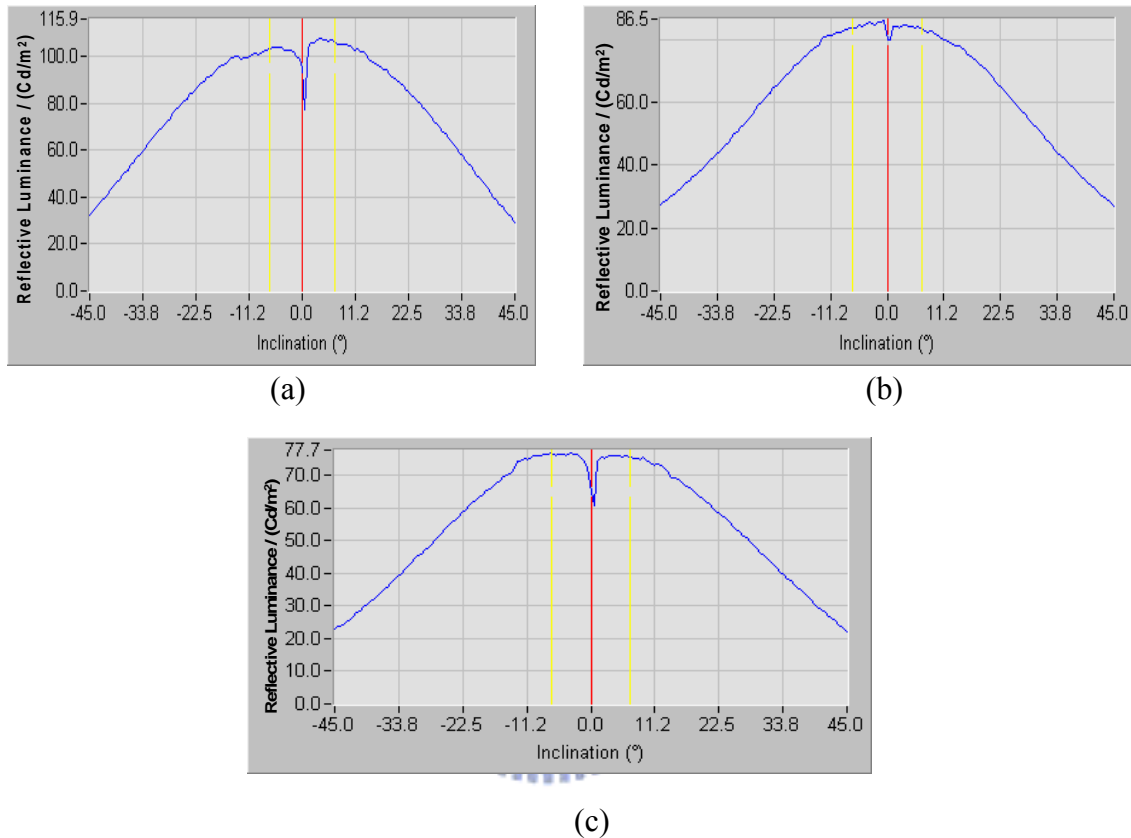 115.9
100.0
80.0
60.0
40.0
20.0
0.0
Reflective Luminance / (Cd/m²)
-45.0 -33.8 -22.5 -11.2 0.0 11.2 22.5 33.8 45.0
Inclination (°)
(a)
86.5
60.0
40.0
20.0
0.0
Reflective Luminance / (Cd/m²)
-45.0 -33.8 -22.5 -11.2 0.0 11.2 22.5 33.8 45.0
Inclination (°)
(b)
77.7
70.0
60.0
50.0
40.0
30.0
20.0
10.0
0.0
Reflective Luminance / (Cd/m²)
-45.0 -33.8 -22.5 -11.2 0.0 11.2 22.5 33.8 45.0
Inclination (°)
(c)